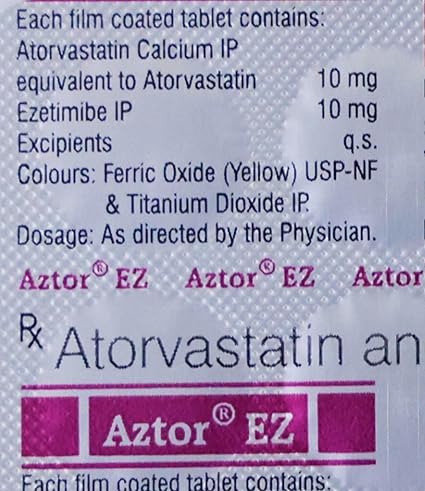 Each film coated tablet contains:
Atorvastatin Calcium IP
equivalent to Atorvastatin 10 mg
Ezetimibe IP 10 mg
Excipients q.s.
Colours: Ferric Oxide (Yellow) USP-NF
& Titanium Dioxide IP.
Dosage: As directed by the Physician.
Aztor® EZ Aztor® EZ Aztor
Rx Atorvastatin an
Aztor® EZ
Each film coated tablet contains: